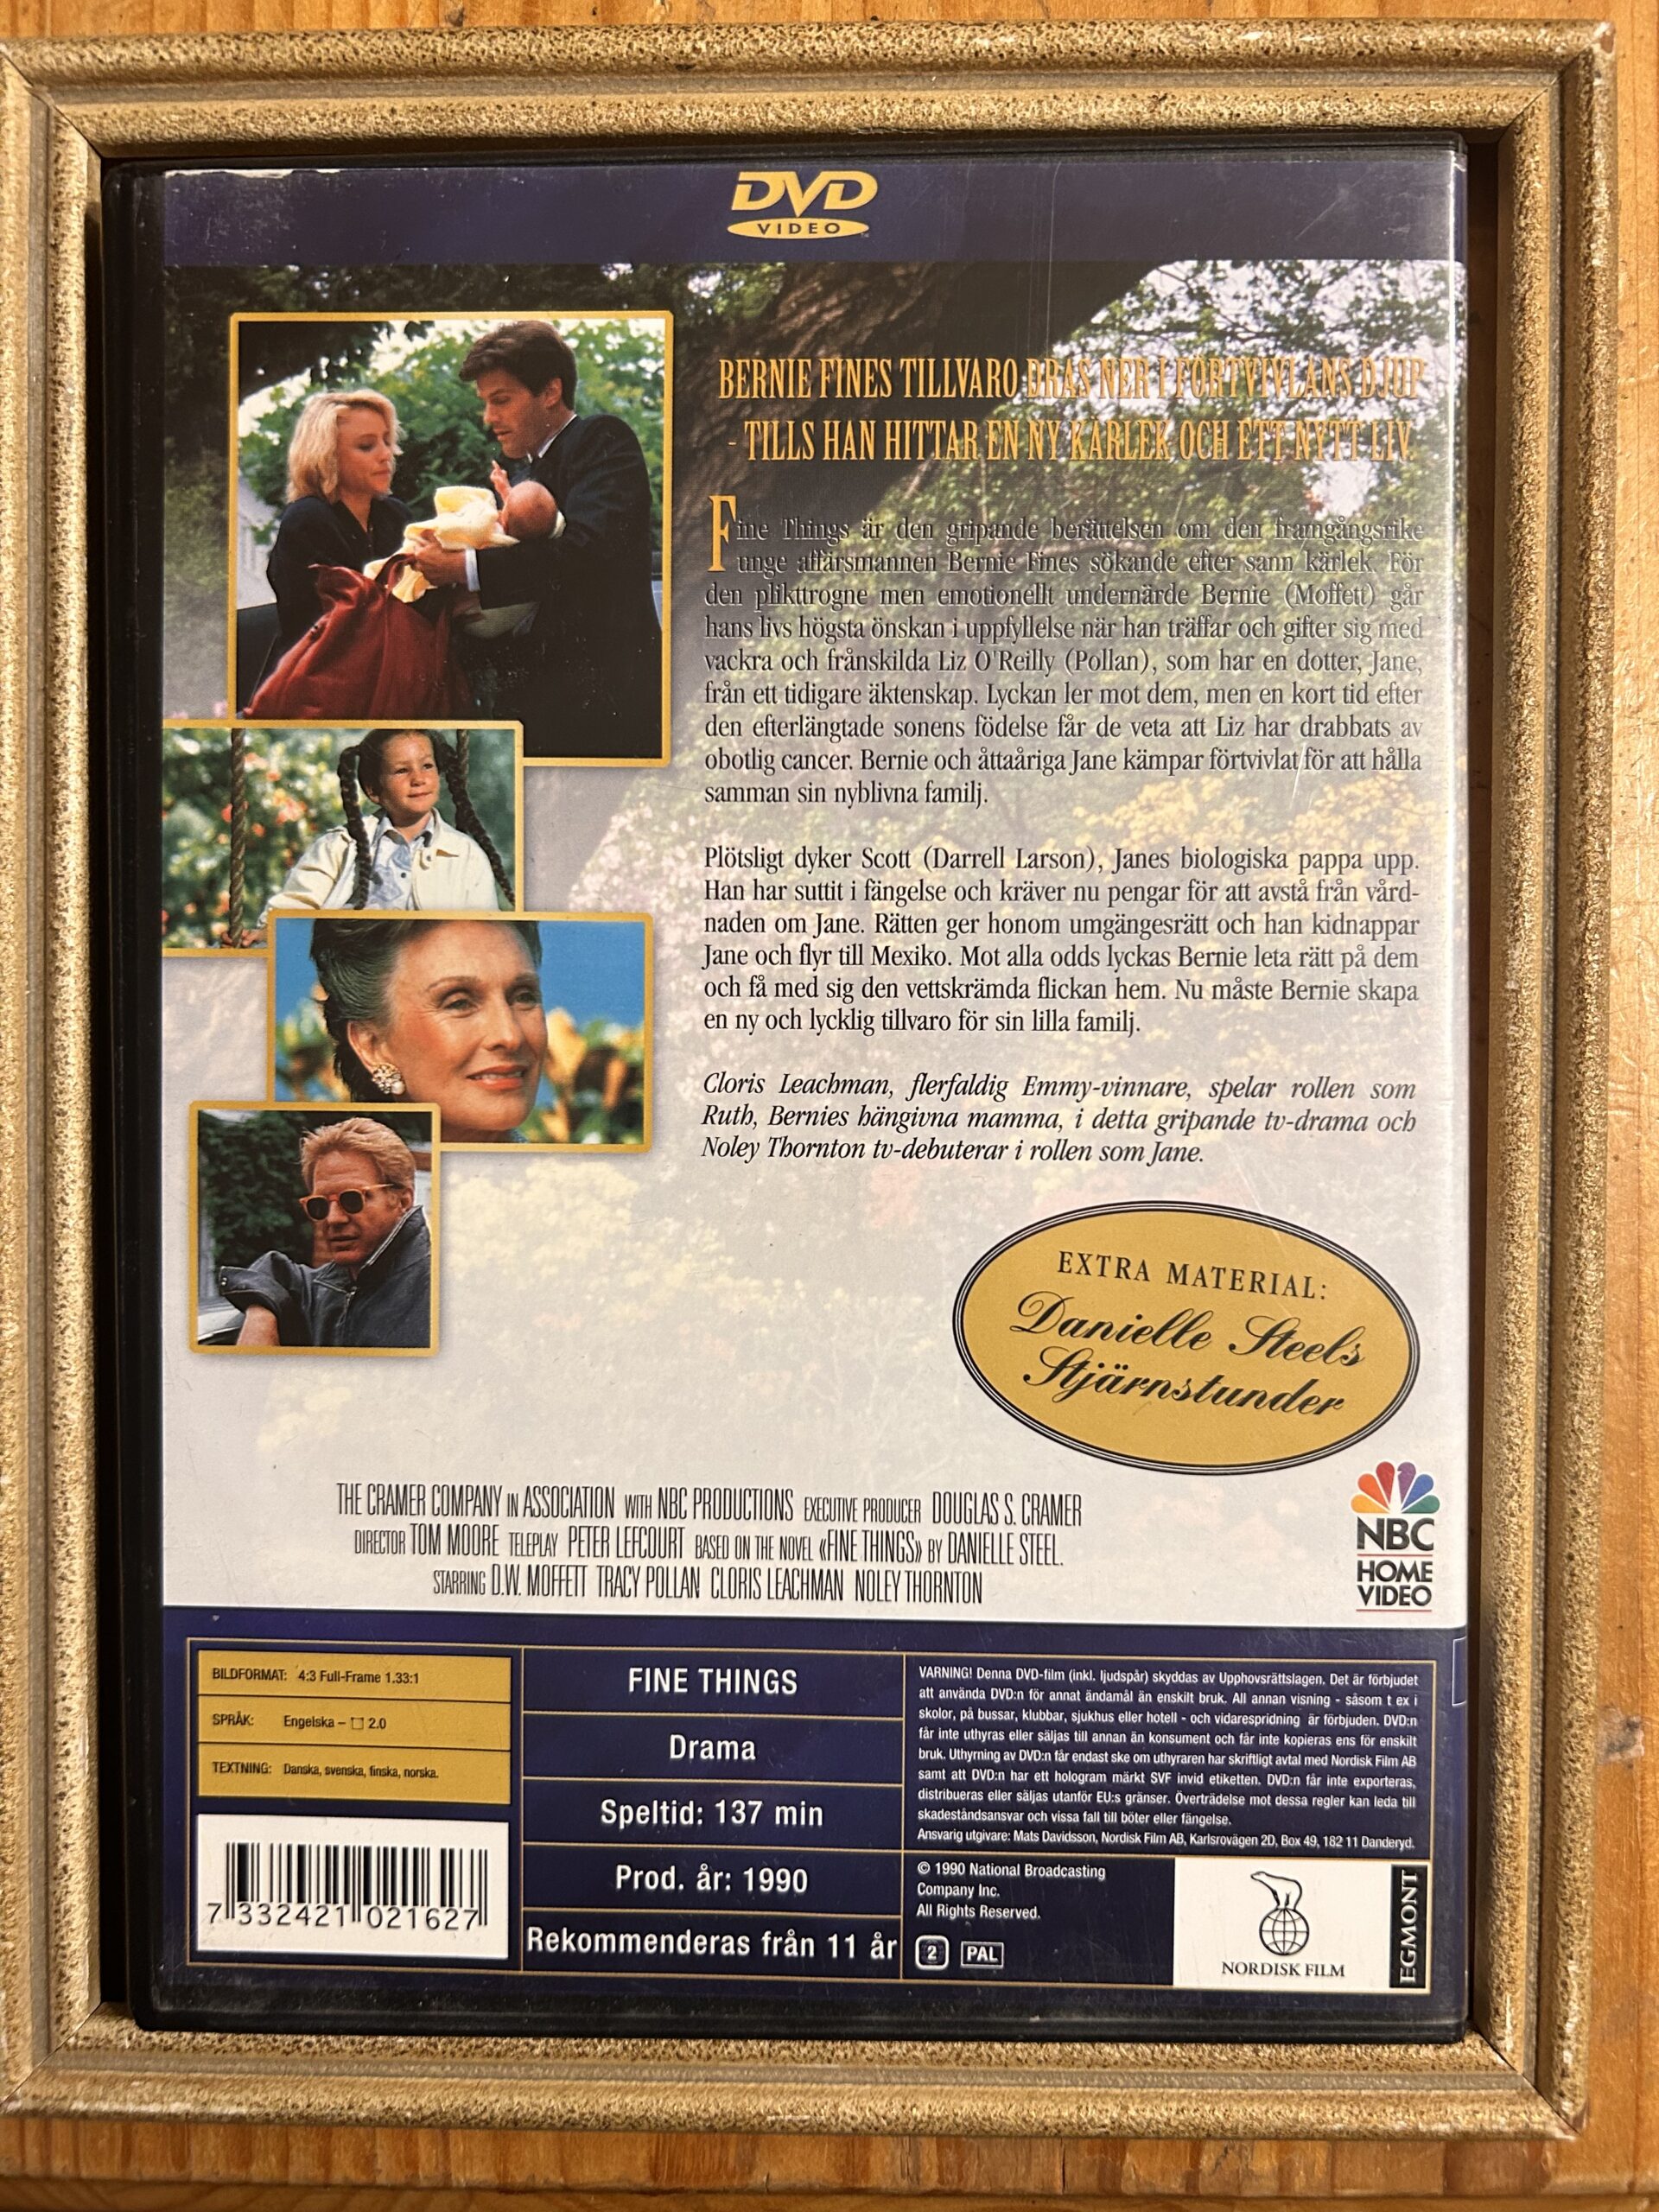 DVD
VIDEO
BERNIE FINES TILLVARO DRAS NER I FÖRTVIVLANS DJUP
- TILLS HAN HITTAR EN NY KÄRLEK OCH ETT NYTT LIV.
Fine Things är den gripande berättelsen om den framgångsrike
unge affärsmannen Bernie Fines sökande efter sann kärlek. För
den plikttrogne men emotionellt undernärde Bernie (Moffett) går
hans livs högsta önskan i uppfyllelse när han träffar och gifter sig med
vackra och frånskilda Liz O'Reilly (Pollan), som har en dotter, Jane,
från ett tidigare äktenskap. Lyckan ler mot dem, men en kort tid efter
den efterlängtade sonens födelse får de veta att Liz har drabbats av
obotlig cancer. Bernie och åttaåriga Jane kämpar förtvivlat för att hålla
samman sin nyblivna familj.
Plötsligt dyker Scott (Darrell Larson), Janes biologiska pappa upp.
Han har suttit i fängelse och kräver nu pengar för att avstå från vård-
naden om Jane. Rätten ger honom umgängesrätt och han kidnappar
Jane och flyr till Mexiko. Mot alla odds lyckas Bernie leta rätt på dem
och få med sig den vettskrämda flickan hem. Nu måste Bernie skapa
en ny och lycklig tillvaro för sin lilla familj.
Cloris Leachman, flerfaldig Emmy-vinnare, spelar rollen som
Ruth, Bernies hängivna mamma, i detta gripande tv-drama och
Noley Thornton tv-debuterar i rollen som Jane.
EXTRA MATERIAL:
Danielle Steels
Stjärnstunder
THE CRAMER COMPANY IN ASSOCIATION WITH NBC PRODUCTIONS EXECUTIVE PRODUCER DOUGLAS S. CRAMER
DIRECTOR TOM MOORE TELEPLAY PETER LEFCOURT BASED ON THE NOVEL «FINE THINGS» BY DANIELLE STEEL.
STARRING D.W. MOFFETT TRACY POLLAN CLORIS LEACHMAN NOLEY THORNTON
NBC
HOME
VIDEO
BILDFORMAT: 4:3 Full-Frame 1.33:1
SPRÅK: Engelska – 2.0
TEXTNING: Danska, svenska, finska, norska.
7 332421 021627
FINE THINGS
Drama
Speltid: 137 min
Prod. år: 1990
Rekommenderas från 11 år
VARNING! Denna DVD-film (inkl. ljudspår) skyddas av Upphovsrättslagen. Det är förbjudet
att använda DVD:n för annat ändamål än enskilt bruk. All annan visning - såsom t ex i
skolor, på bussar, klubbar, sjukhus eller hotell - och vidarespridning är förbjuden. DVD:n
får inte uthyras eller säljas till annan än konsument och får inte kopieras ens för enskilt
bruk. Uthyrning av DVD:n får endast ske om uthyraren har skriftligt avtal med Nordisk Film AB
samt att DVD:n har ett hologram märkt SVF invid etiketten. DVD:n får inte exporteras,
distribueras eller säljas utanför EU:s gränser. Överträdelse mot dessa regler kan leda till
skadeståndsansvar och vissa fall till böter eller fängelse.
Ansvarig utgivare: Mats Davidsson, Nordisk Film AB, Karlsrovägen 2D, Box 49, 182 11 Danderyd.
© 1990 National Broadcasting
Company Inc.
All Rights Reserved.
2 PAL
NORDISK FILM
EGMONT